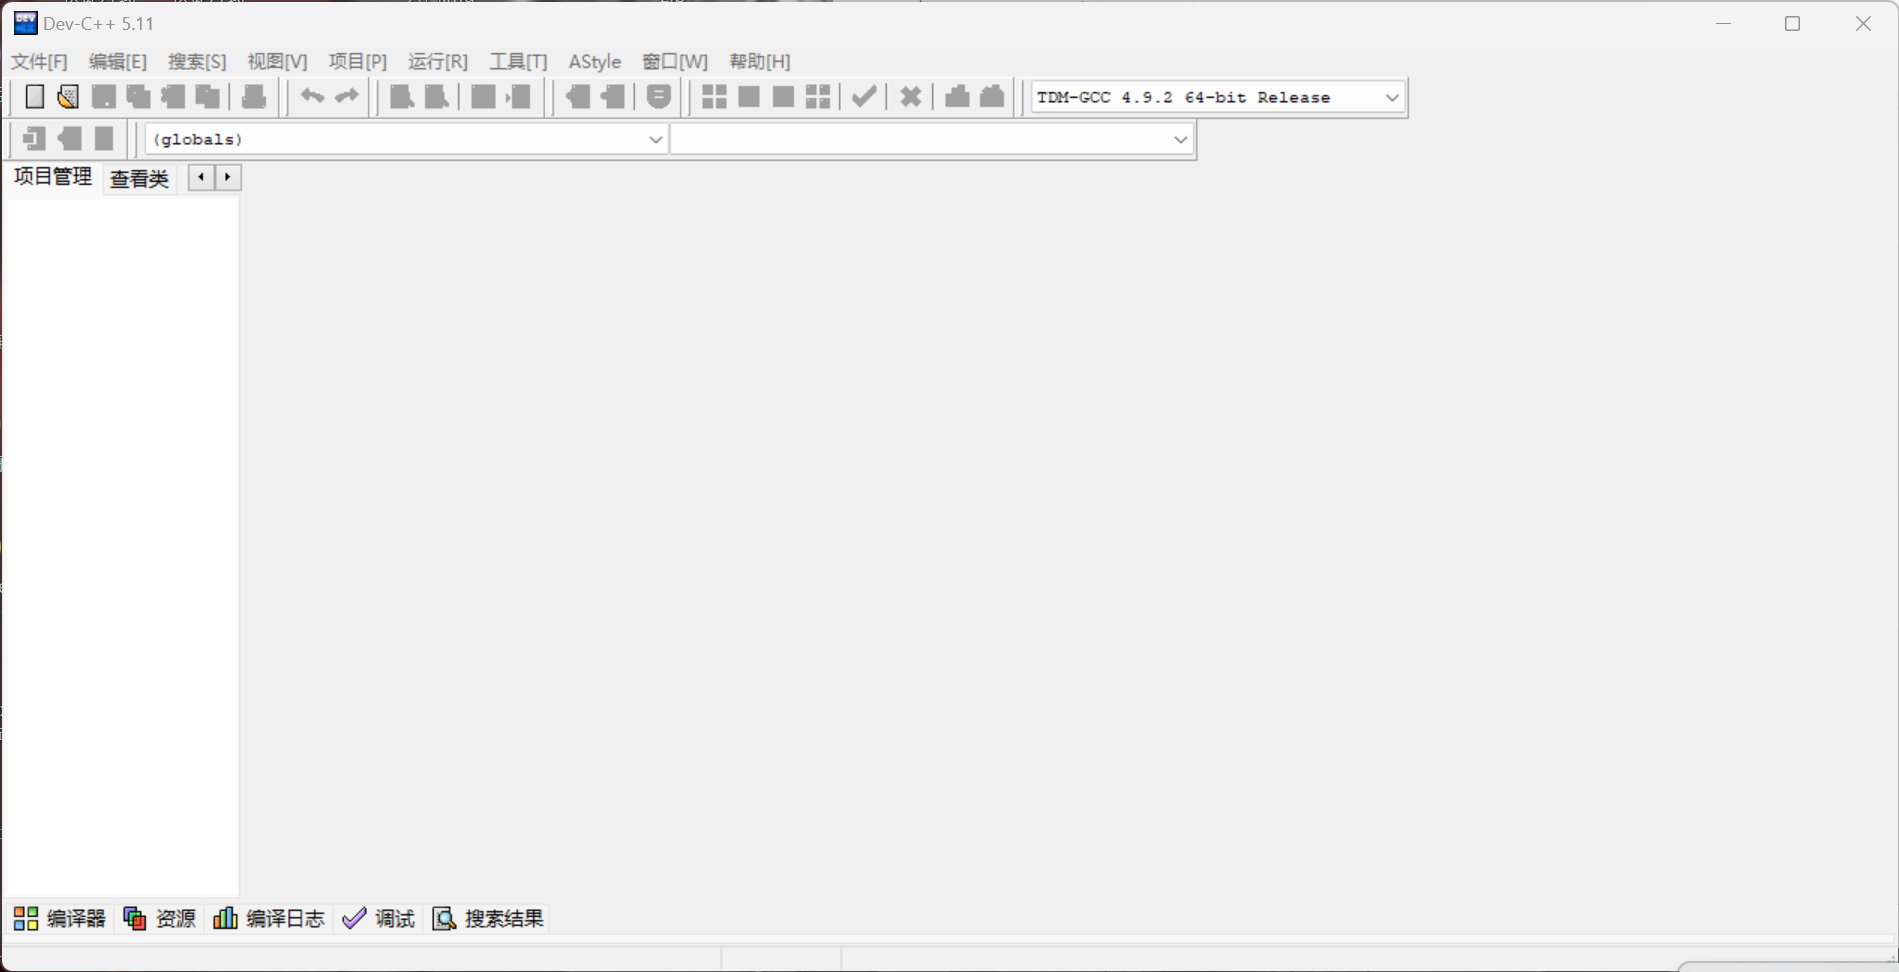 Dev-C++ 5.11
文件[F] 编辑[E] 搜索[S] 视图[V] 项目[P] 运行[R] 工具[T] AStyle 窗口[W] 帮助[H]
TDM-GCC 4.9.2 64-bit Release
(globals)
项目管理 查看类
编译器 资源 编译日志 调试 搜索结果